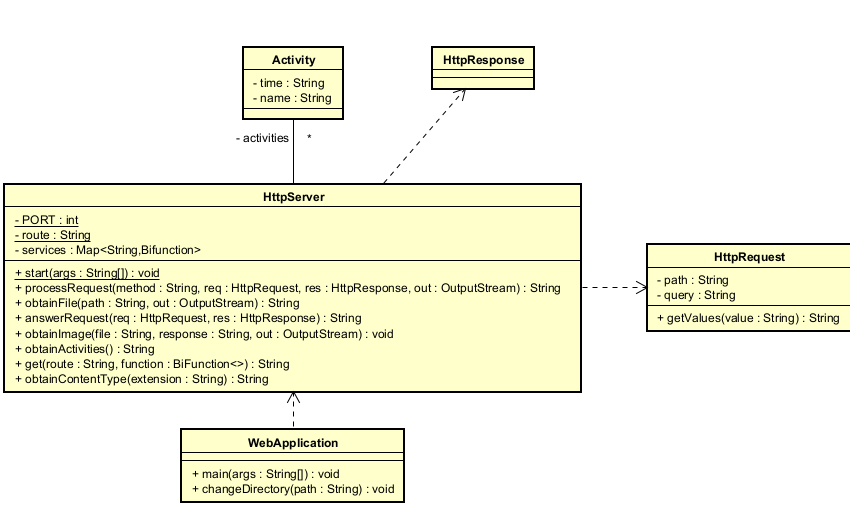 Activity
- time : String
- name : String
HttpResponse
- activities *
HttpServer
- PORT : int
- route : String
- services : Map<String,Bifunction>
+ start(args : String[]) : void
+ processRequest(method : String, req : HttpRequest, res : HttpResponse, out : OutputStream) : String
+ obtainFile(path : String, out : OutputStream) : String
+ answerRequest(req : HttpRequest, res : HttpResponse) : String
+ obtainImage(file : String, response : String, out : OutputStream) : void
+ obtainActivities() : String
+ get(route : String, function : BiFunction<>) : String
+ obtainContentType(extension : String) : String
HttpRequest
- path : String
- query : String
+ getValues(value : String) : String
WebApplication
+ main(args : String[]) : void
+ changeDirectory(path : String) : void